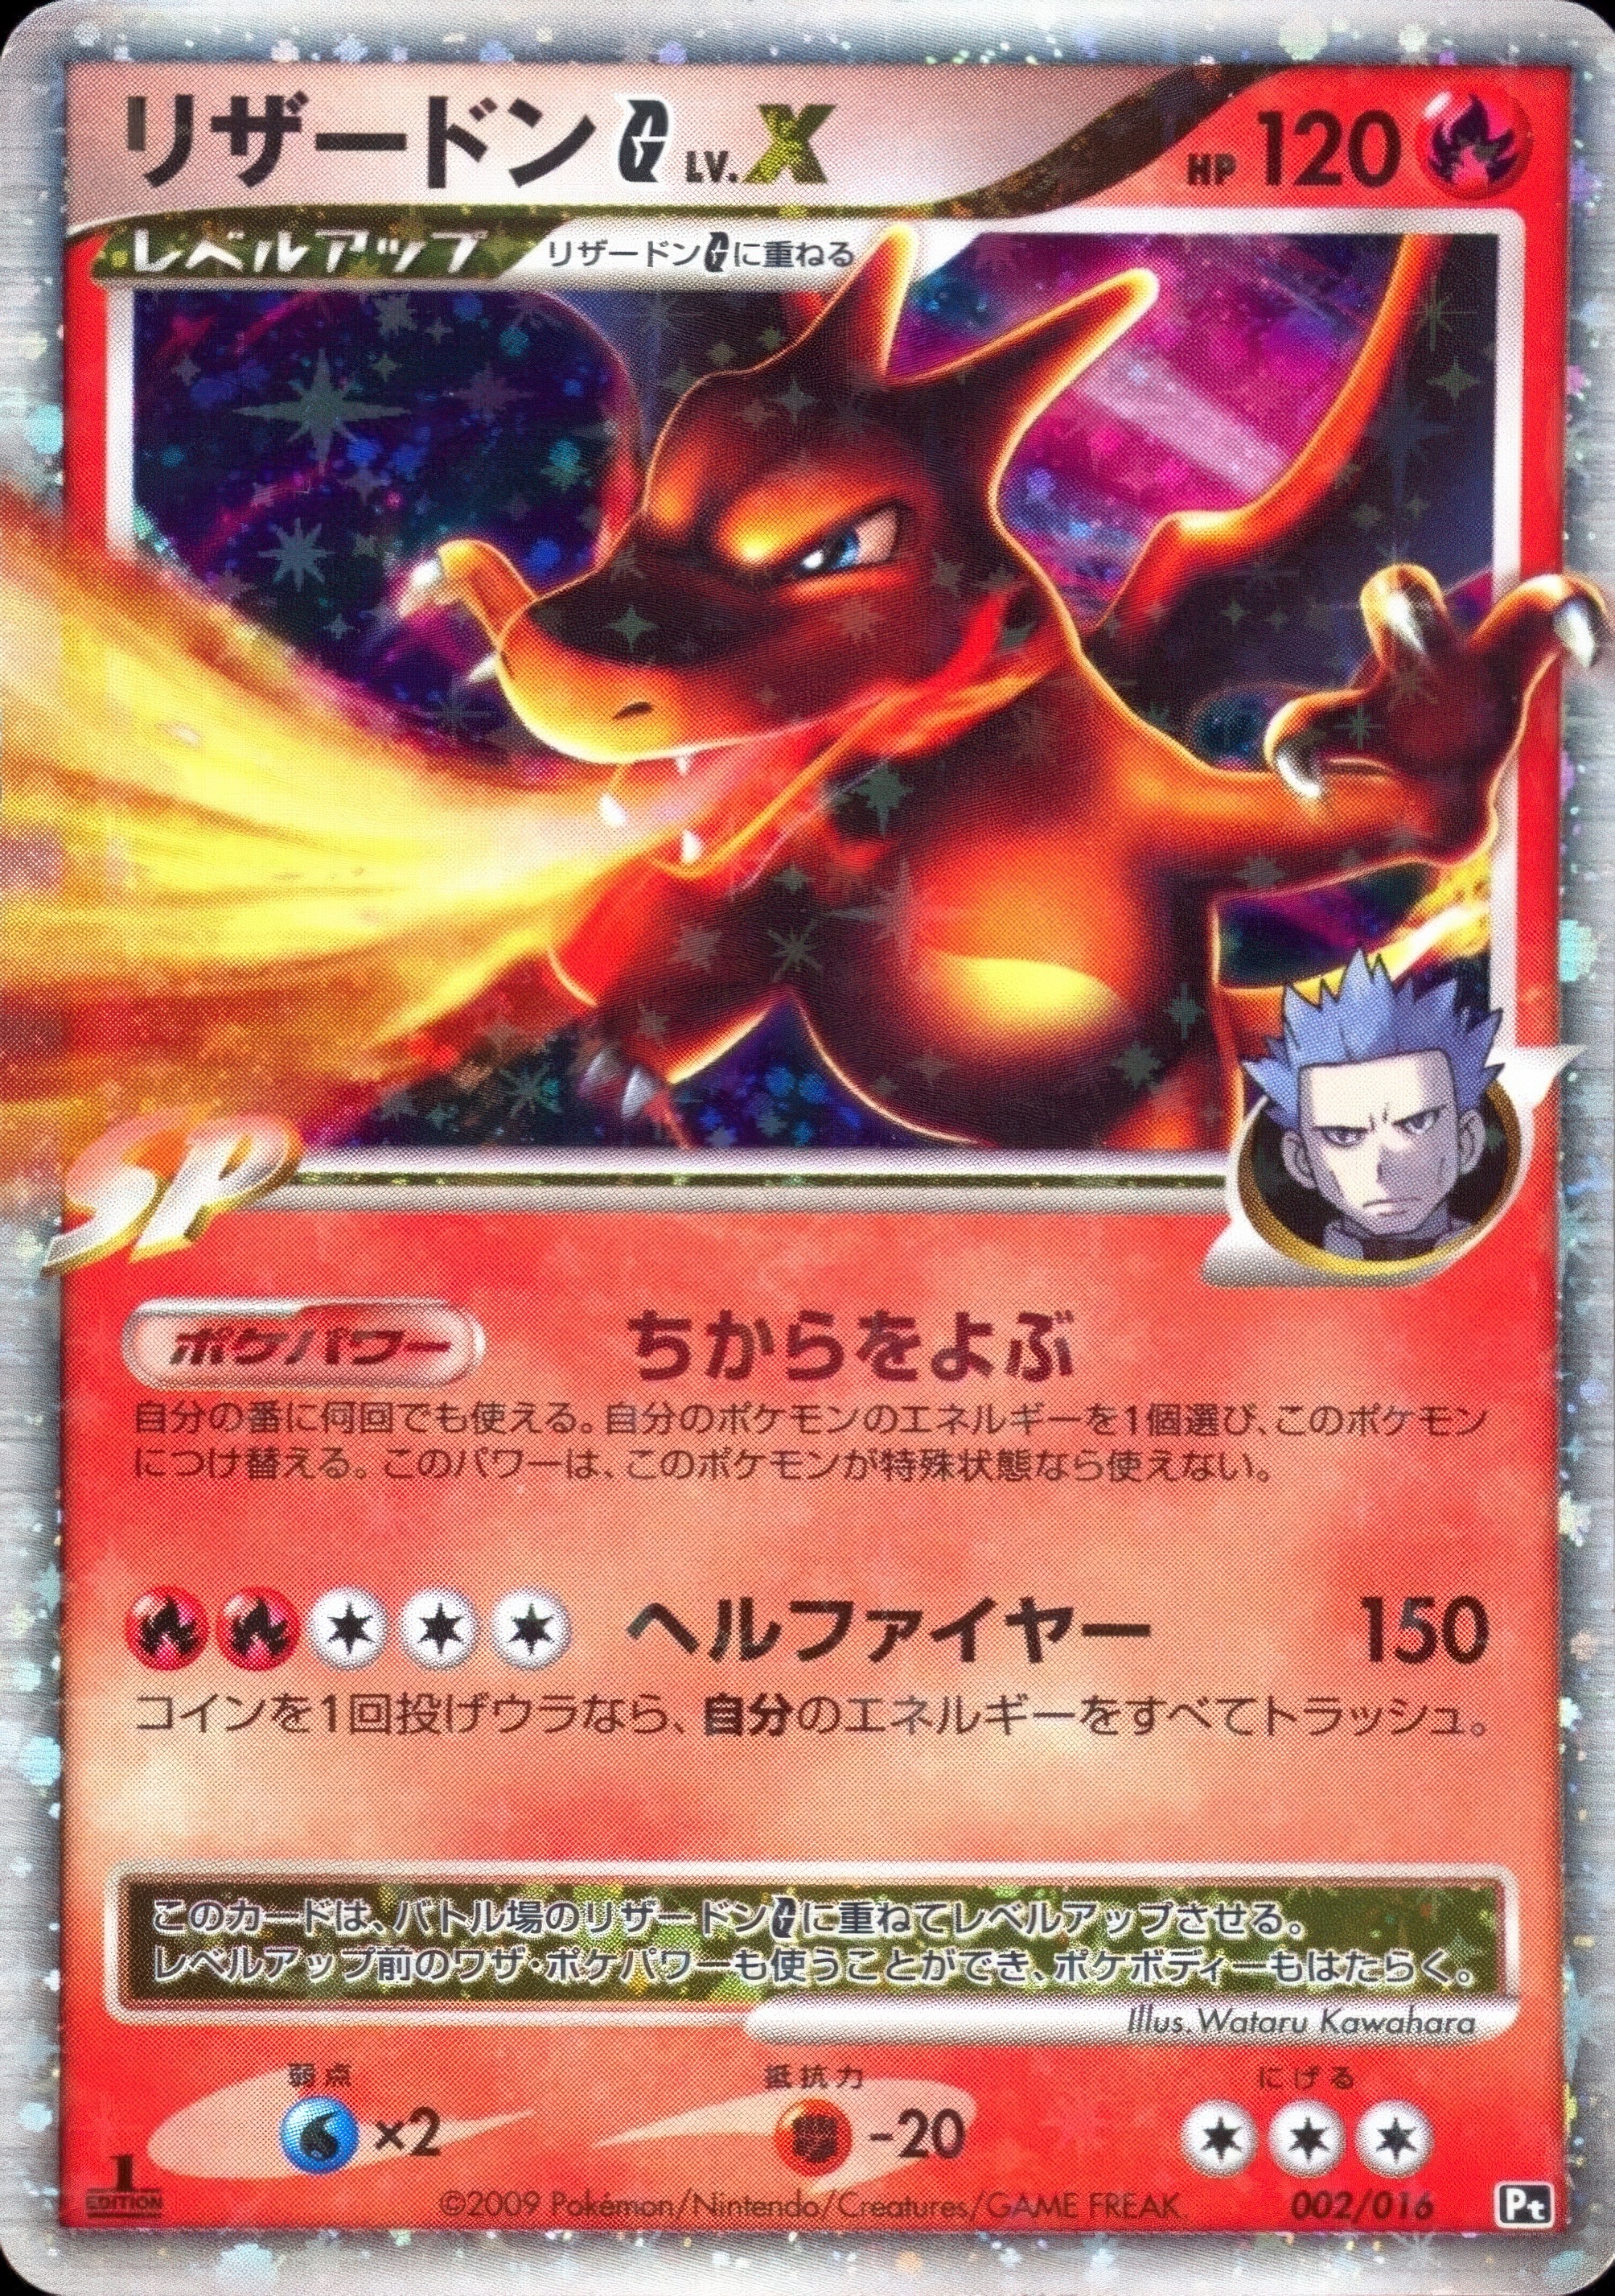 リザードンG LV.X
HP 120
レベルアップ リザードンGに重ねる
SP
ポケパワー ちからをよぶ
自分の番に何回でも使える。自分のポケモンのエネルギーを1個選び、このポケモン
につけ替える。このパワーは、このポケモンが特殊状態なら使えない。
ヘルファイヤー 150
コインを1回投げウラなら、自分のエネルギーをすべてトラッシュ。
このカードは、バトル場のリザードンGに重ねてレベルアップさせる。
レベルアップ前のワザ・ポケパワーも使うことができ、ポケボディーもはたらく。
Illus. Wataru Kawahara
弱点 抵抗力 にげる
×2 -20
1 EDITION
©2009 Pokémon/Nintendo/Creatures/GAME FREAK. 002/016 Pt